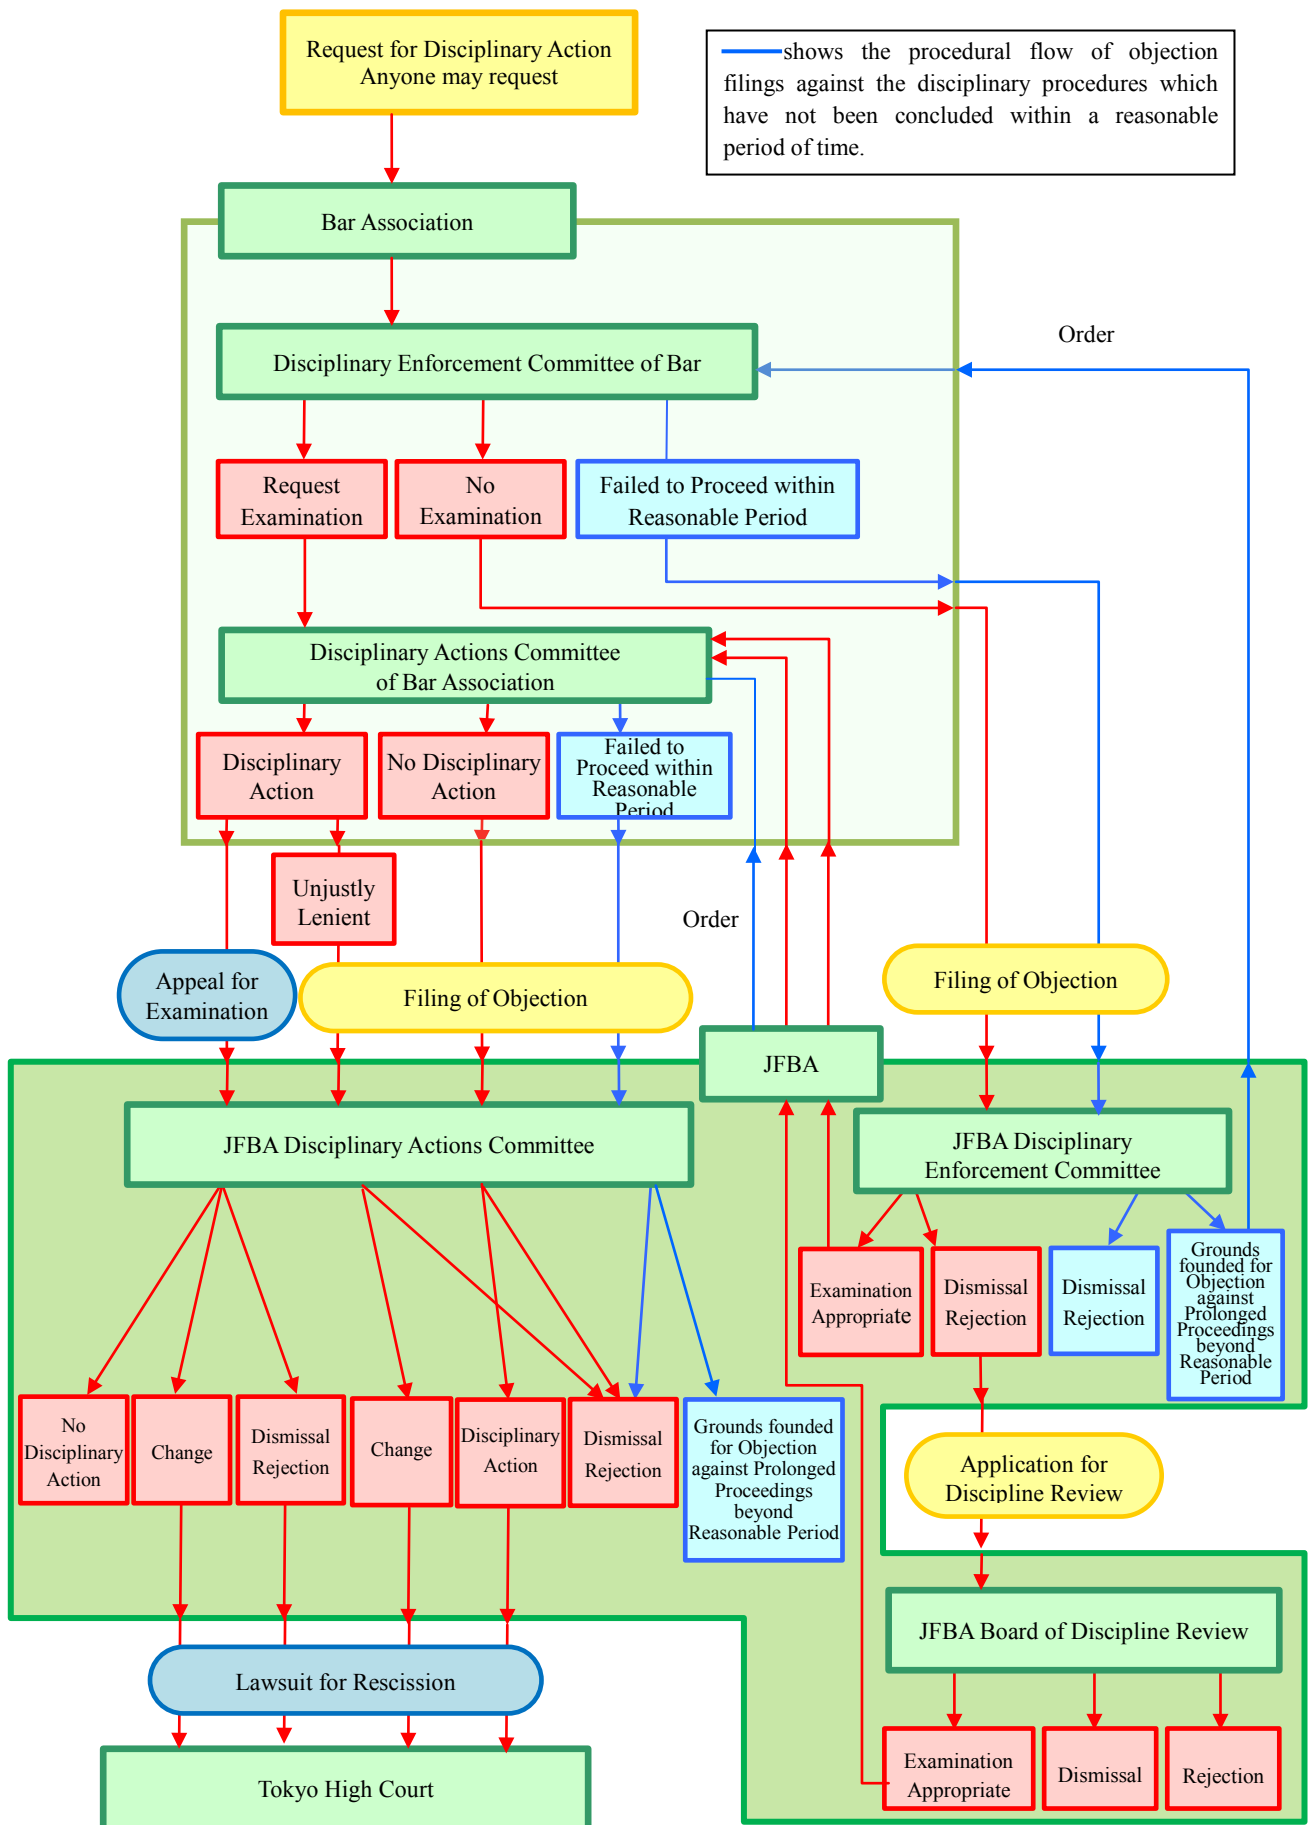 Request for Disciplinary Action
Anyone may request
shows the procedural flow of objection
filings against the disciplinary procedures which
have not been concluded within a reasonable
period of time.
Bar Association
Disciplinary Enforcement Committee of Bar
Order
Request
Examination
No
Examination
Failed to Proceed within
Reasonable Period
Disciplinary Actions Committee
of Bar Association
Disciplinary
Action
No Disciplinary
Action
Failed to
Proceed within
Reasonable
Period
Unjustly
Lenient
Order
Appeal for
Examination
Filing of Objection
Filing of Objection
JFBA
JFBA Disciplinary Actions Committee
JFBA Disciplinary
Enforcement Committee
Examination
Appropriate
Dismissal
Rejection
Dismissal
Rejection
Grounds
founded for
Objection
against
Prolonged
Proceedings
beyond
Reasonable
Period
No
Disciplinary
Action
Change
Dismissal
Rejection
Change
Disciplinary
Action
Dismissal
Rejection
Grounds founded
for Objection
against Prolonged
Proceedings
beyond
Reasonable Period
Application for
Discipline Review
JFBA Board of Discipline Review
Lawsuit for Rescission
Examination
Appropriate
Dismissal
Rejection
Tokyo High Court